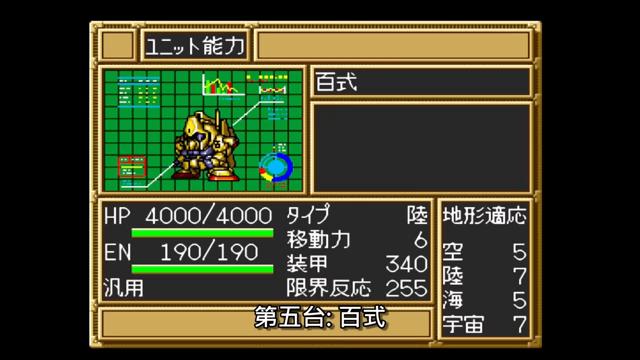 ユニット能力
百式
HP 4000/4000
EN 190/190
汎用
タイプ 陸
移動力 6
装甲 340
限界反応 255
地形適応
空 5
陸 7
海 5
宇宙 7
第五台: 百式